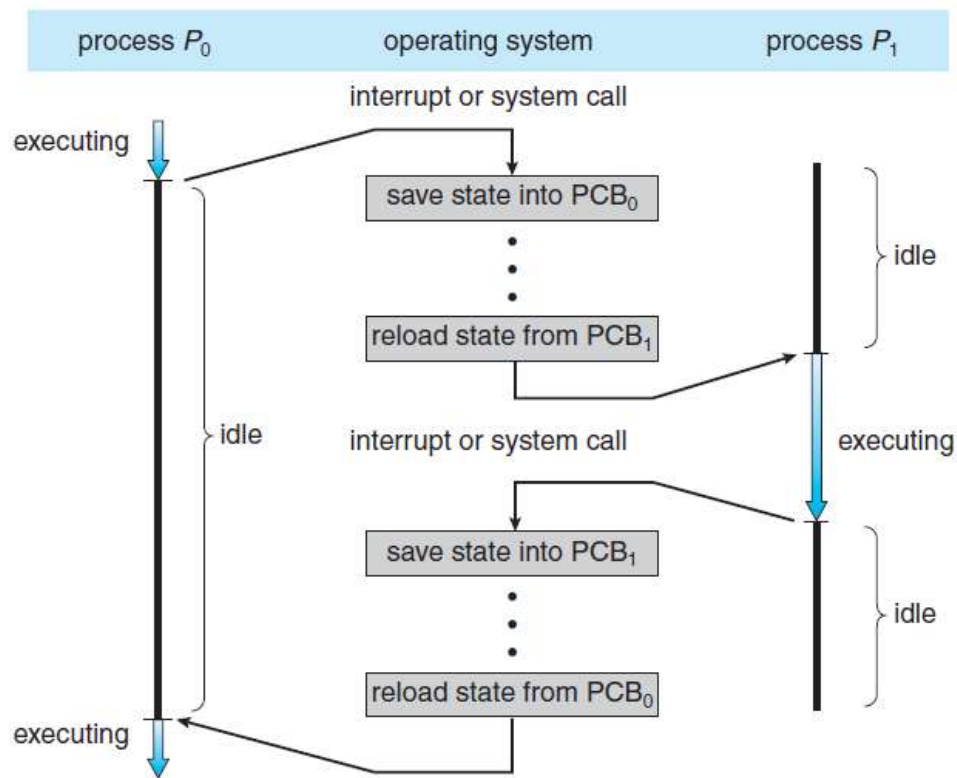 process P₀ operating system process P₁
interrupt or system call
executing
save state into PCB₀
idle
reload state from PCB₁
idle
interrupt or system call
executing
save state into PCB₁
idle
reload state from PCB₀
executing